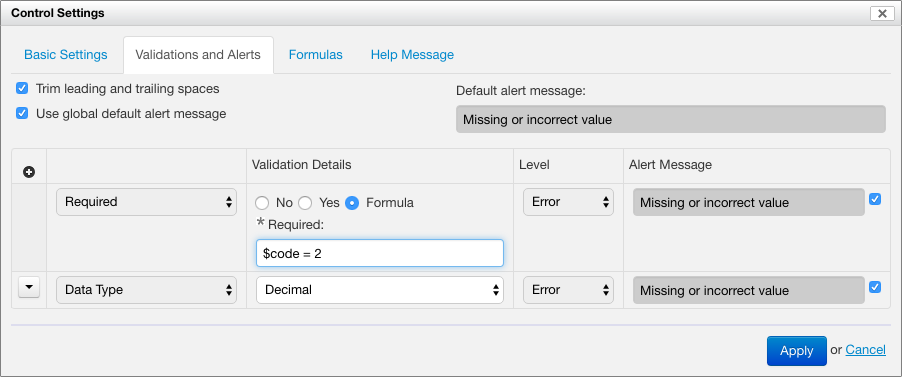 Control Settings
Basic Settings Validations and Alerts Formulas Help Message
Trim leading and trailing spaces
Use global default alert message
Default alert message:
Missing or incorrect value
Validation Details Level Alert Message
Required No Yes Formula Error Missing or incorrect value
* Required:
$code = 2
Data Type Decimal Error Missing or incorrect value
Apply or Cancel